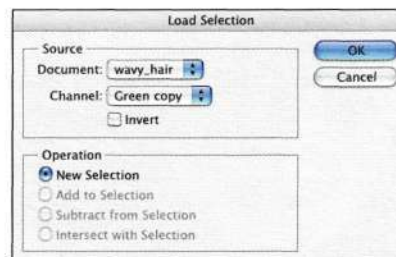 Load Selection
Source
Document: wavy_hair
Channel: Green copy
Invert
OK
Cancel
Operation
New Selection
Add to Selection
Subtract from Selection
Intersect with Selection